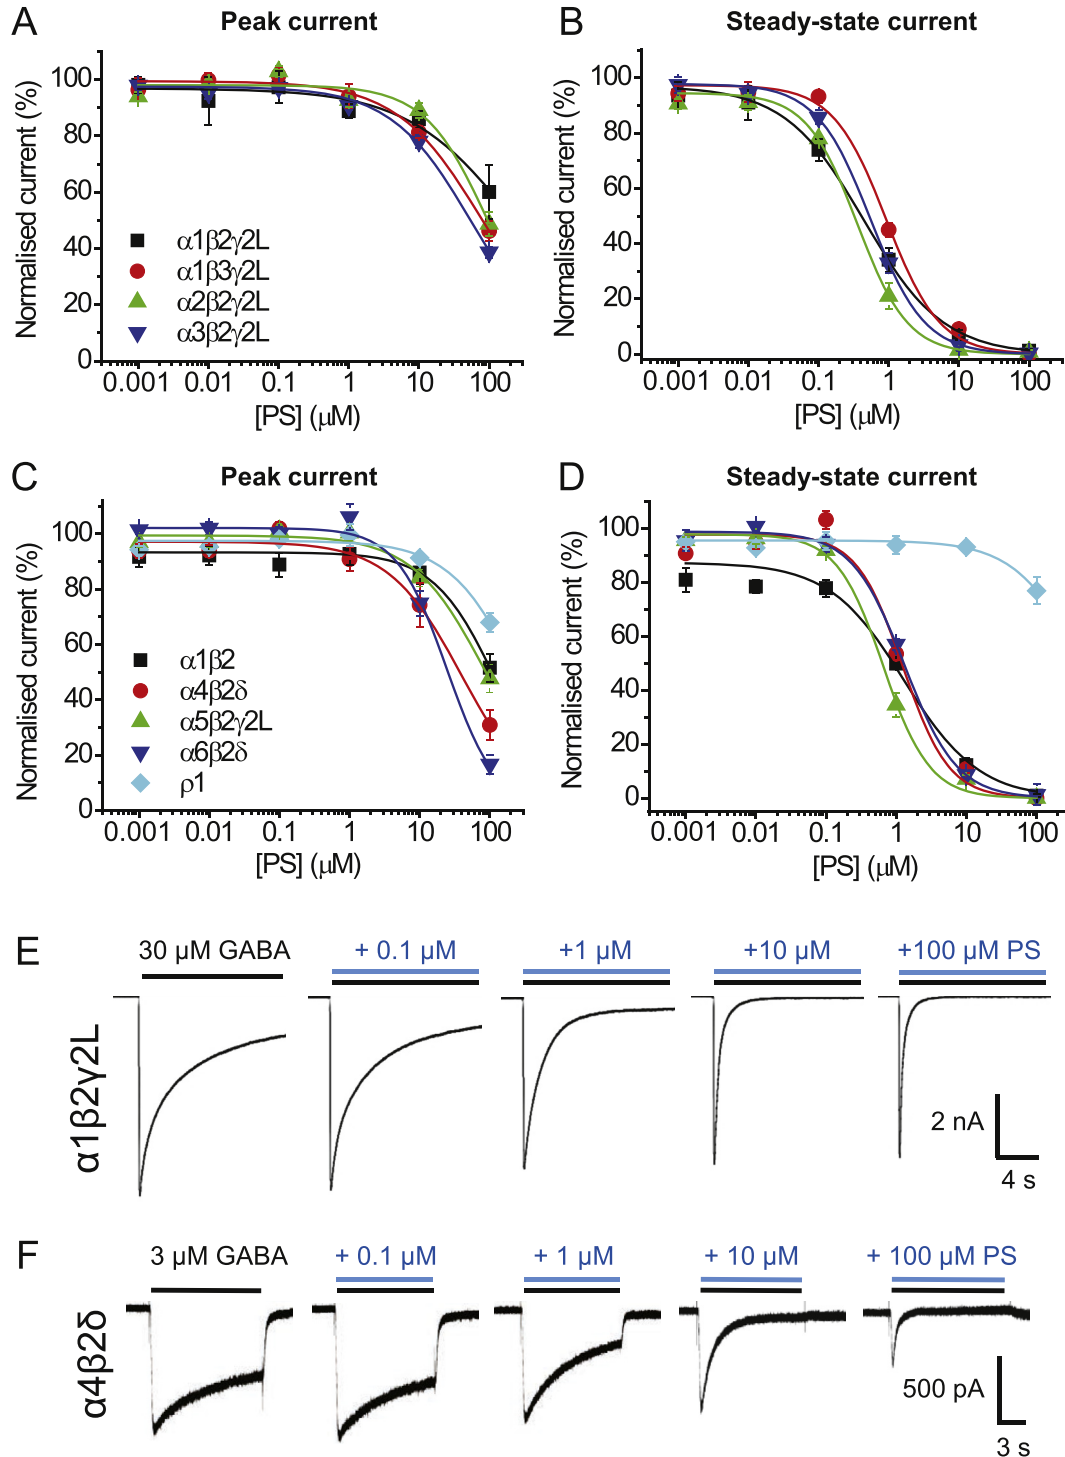 A
Peak current
Normalised current (%)
100
80
60
40
20
0
α1β2γ2L
α1β3γ2L
α2β2γ2L
α3β2γ2L
0.001 0.01 0.1 1 10 100
[PS] (μM)
B
Steady-state current
Normalised current (%)
100
80
60
40
20
0
0.001 0.01 0.1 1 10 100
[PS] (μM)
C
Peak current
Normalised current (%)
100
80
60
40
20
0
α1β2
α4β2δ
α5β2γ2L
α6β2δ
ρ1
0.001 0.01 0.1 1 10 100
[PS] (μM)
D
Steady-state current
Normalised current (%)
100
80
60
40
20
0
0.001 0.01 0.1 1 10 100
[PS] (μM)
E
30 μM GABA + 0.1 μM +1 μM +10 μM +100 μM PS
α1β2γ2L
2 nA
4 s
F
3 μM GABA + 0.1 μM + 1 μM + 10 μM + 100 μM PS
α4β2δ
500 pA
3 s